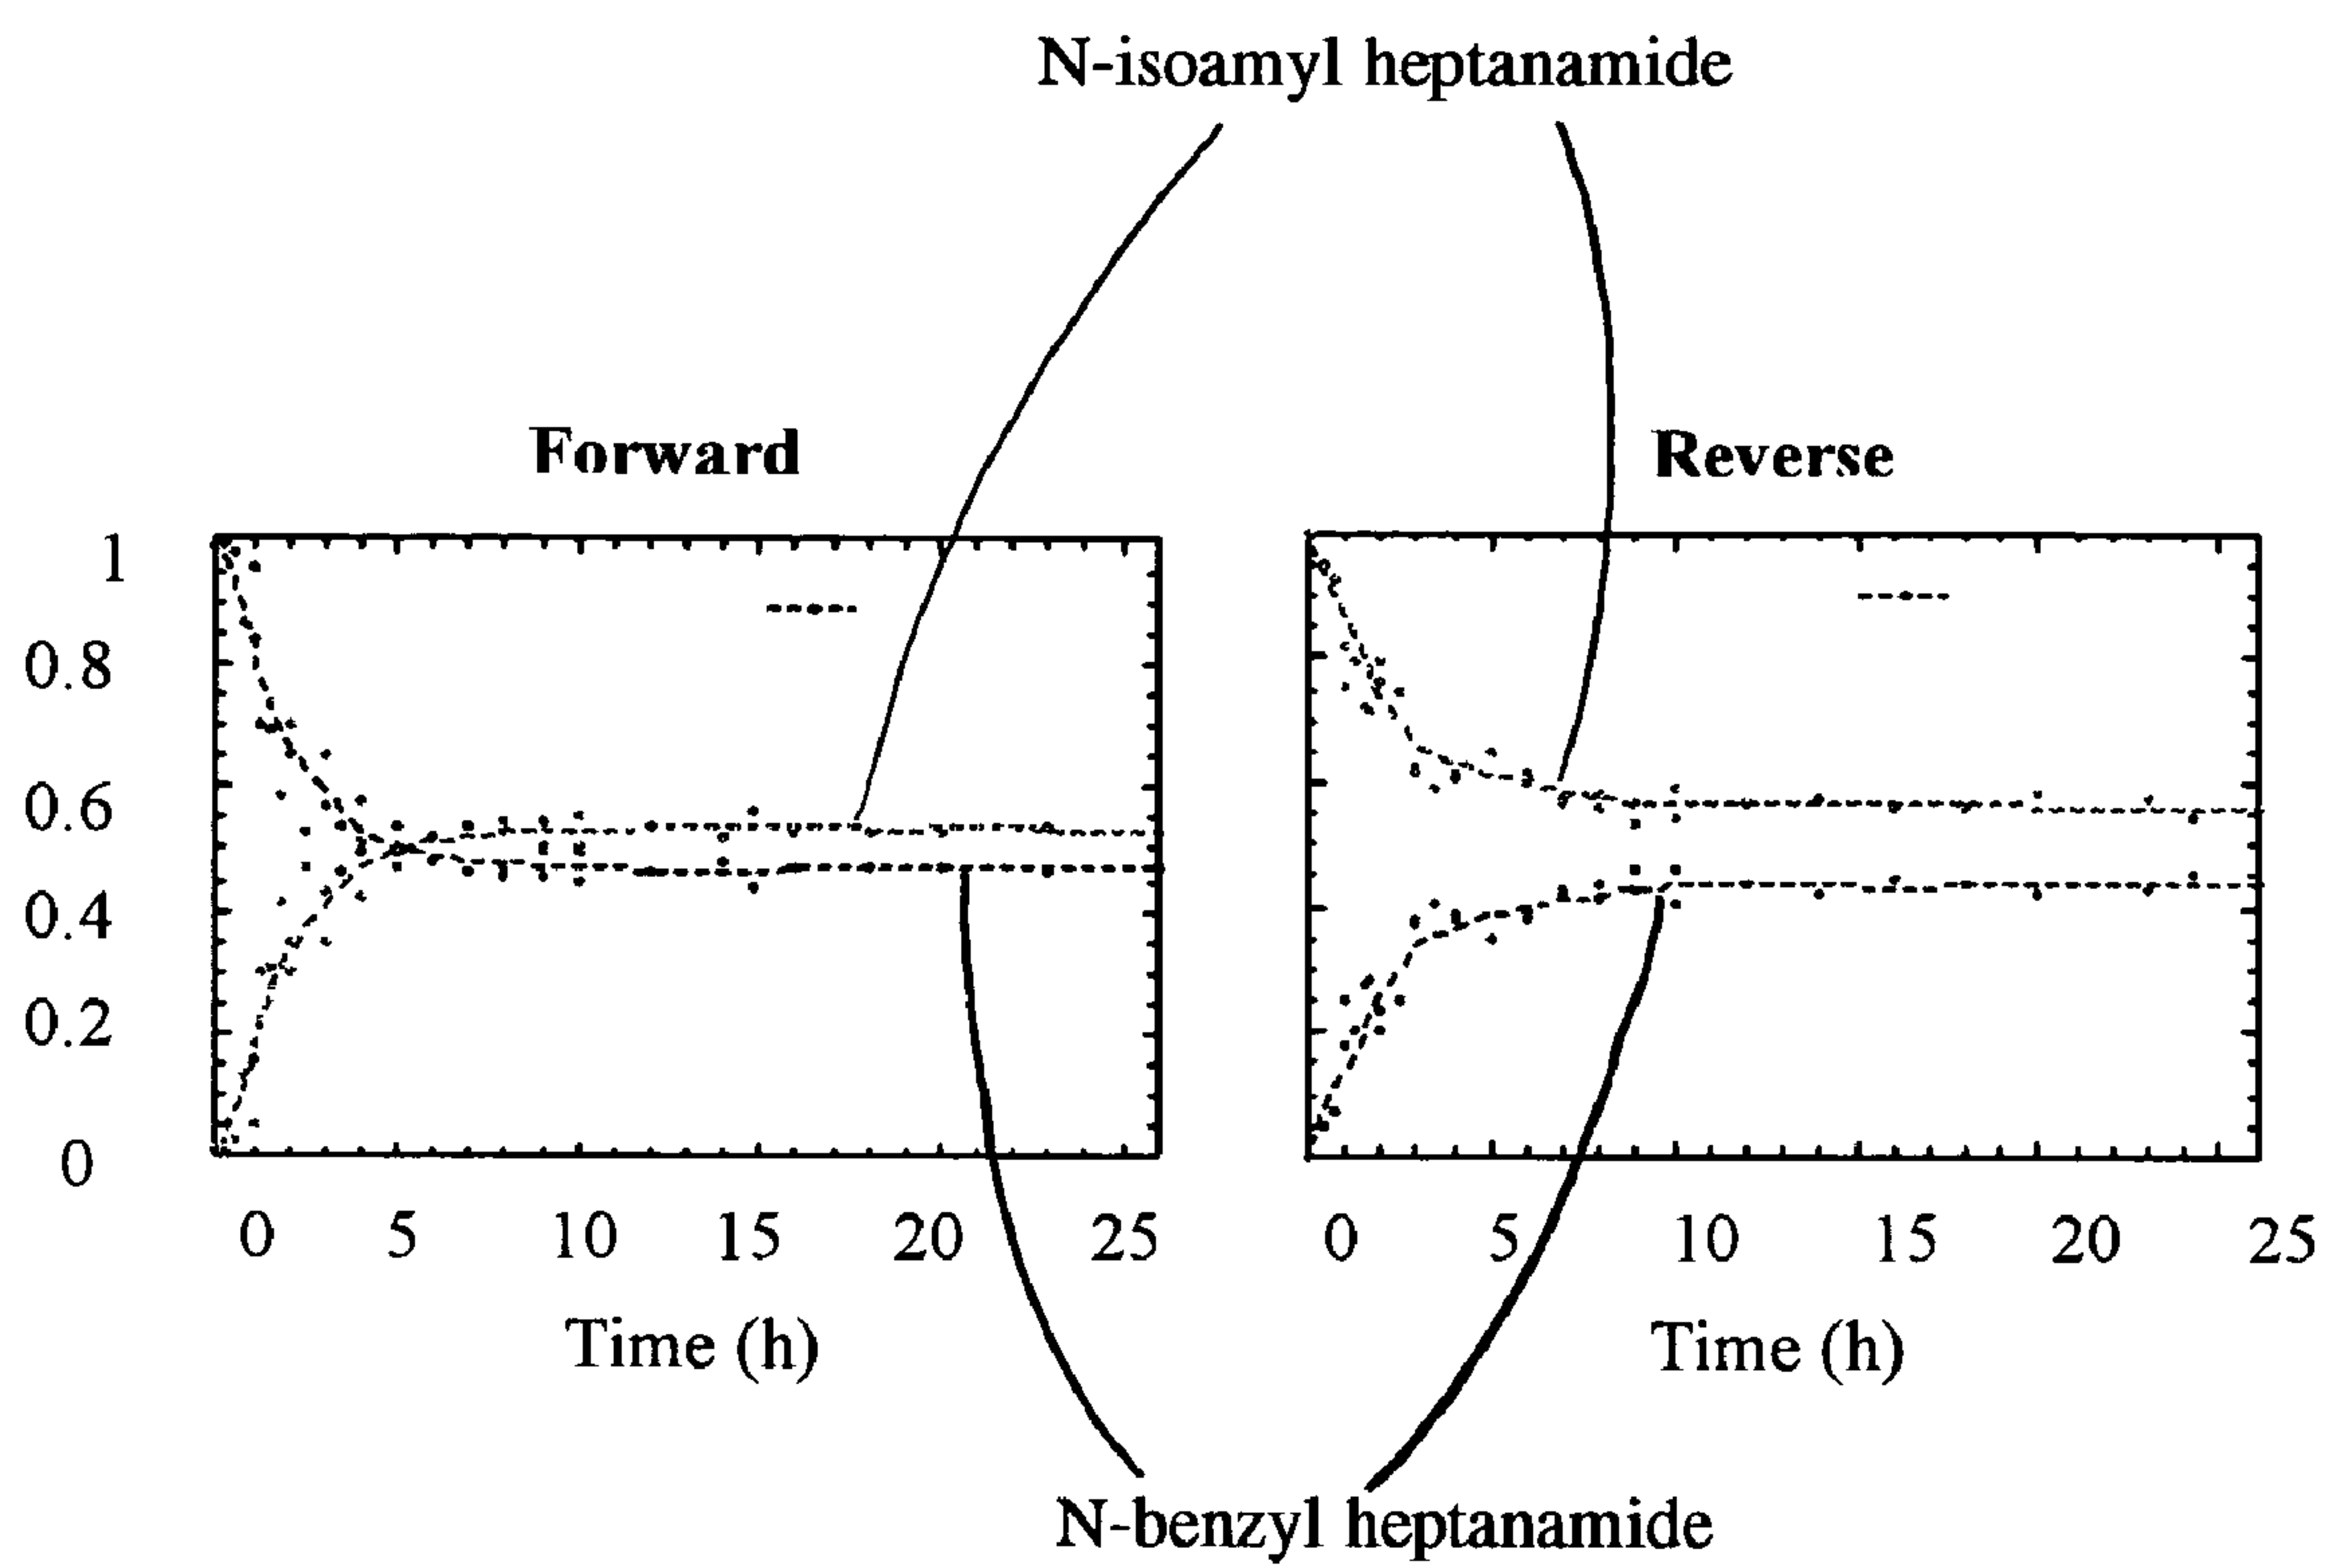 N-isoamyl heptanamide
Forward
Reverse
1
0.8
0.6
0.4
0.2
0
0 5 10 15 20 25
0 5 10 15 20 25
Time (h)
Time (h)
N-benzyl heptanamide